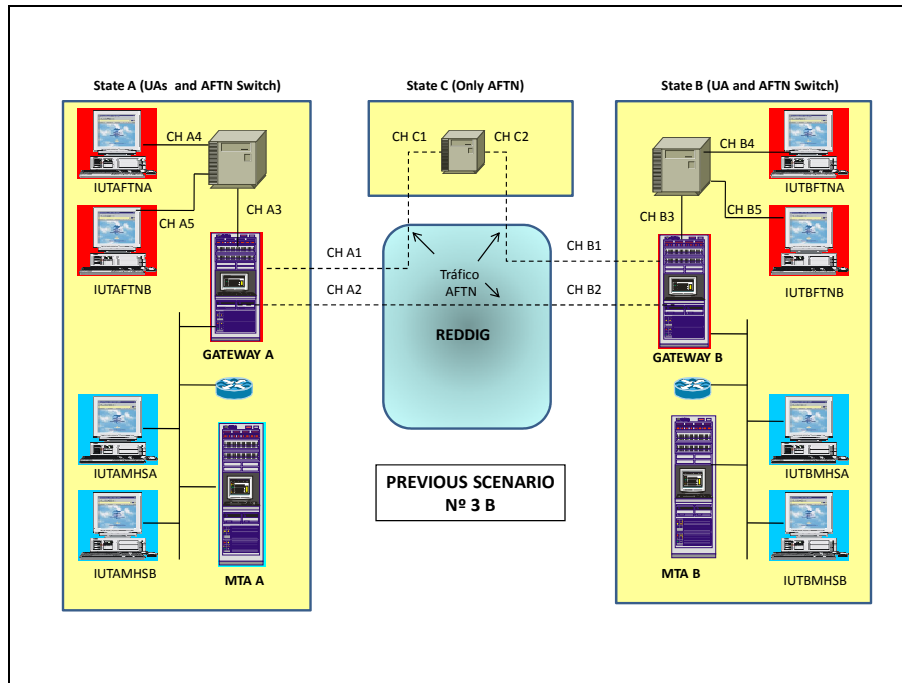 State A (UAs and AFTN Switch)
State C (Only AFTN)
State B (UA and AFTN Switch)
CH A4
IUTAFTNA
CH A5
CH A3
IUTAFTNB
GATEWAY A
IUTAMHSA
IUTAMHSB
MTA A
CH C1
CH C2
CH A1
CH A2
Tráfico
AFTN
REDDIG
CH B1
CH B2
PREVIOUS SCENARIO
Nº 3 B
CH B4
IUTBFTNA
CH B3
CH B5
IUTBFTNB
GATEWAY B
IUTBMHSA
MTA B
IUTBMHSB